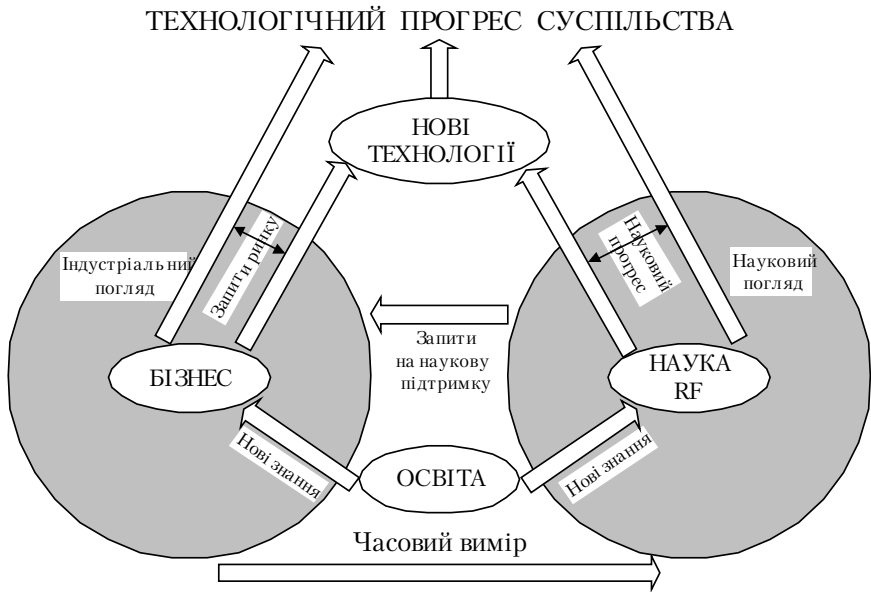 ТЕХНОЛОГІЧНИЙ ПРОГРЕС СУСПІЛЬСТВА
НОВІ
ТЕХНОЛОГІЇ
Індустріальний
погляд
Запити ринку
Науковий
прогрес
Науковий
погляд
Запити
на наукову
підтримку
БІЗНЕС
НАУКА
RF
Нові знання
ОСВІТА
Нові знання
Часовий вимір